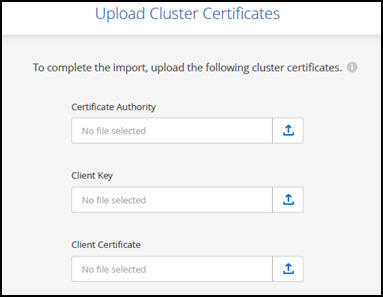 Upload Cluster Certificates
To complete the import, upload the following cluster certificates.
Certificate Authority
No file selected
Client Key
No file selected
Client Certificate
No file selected